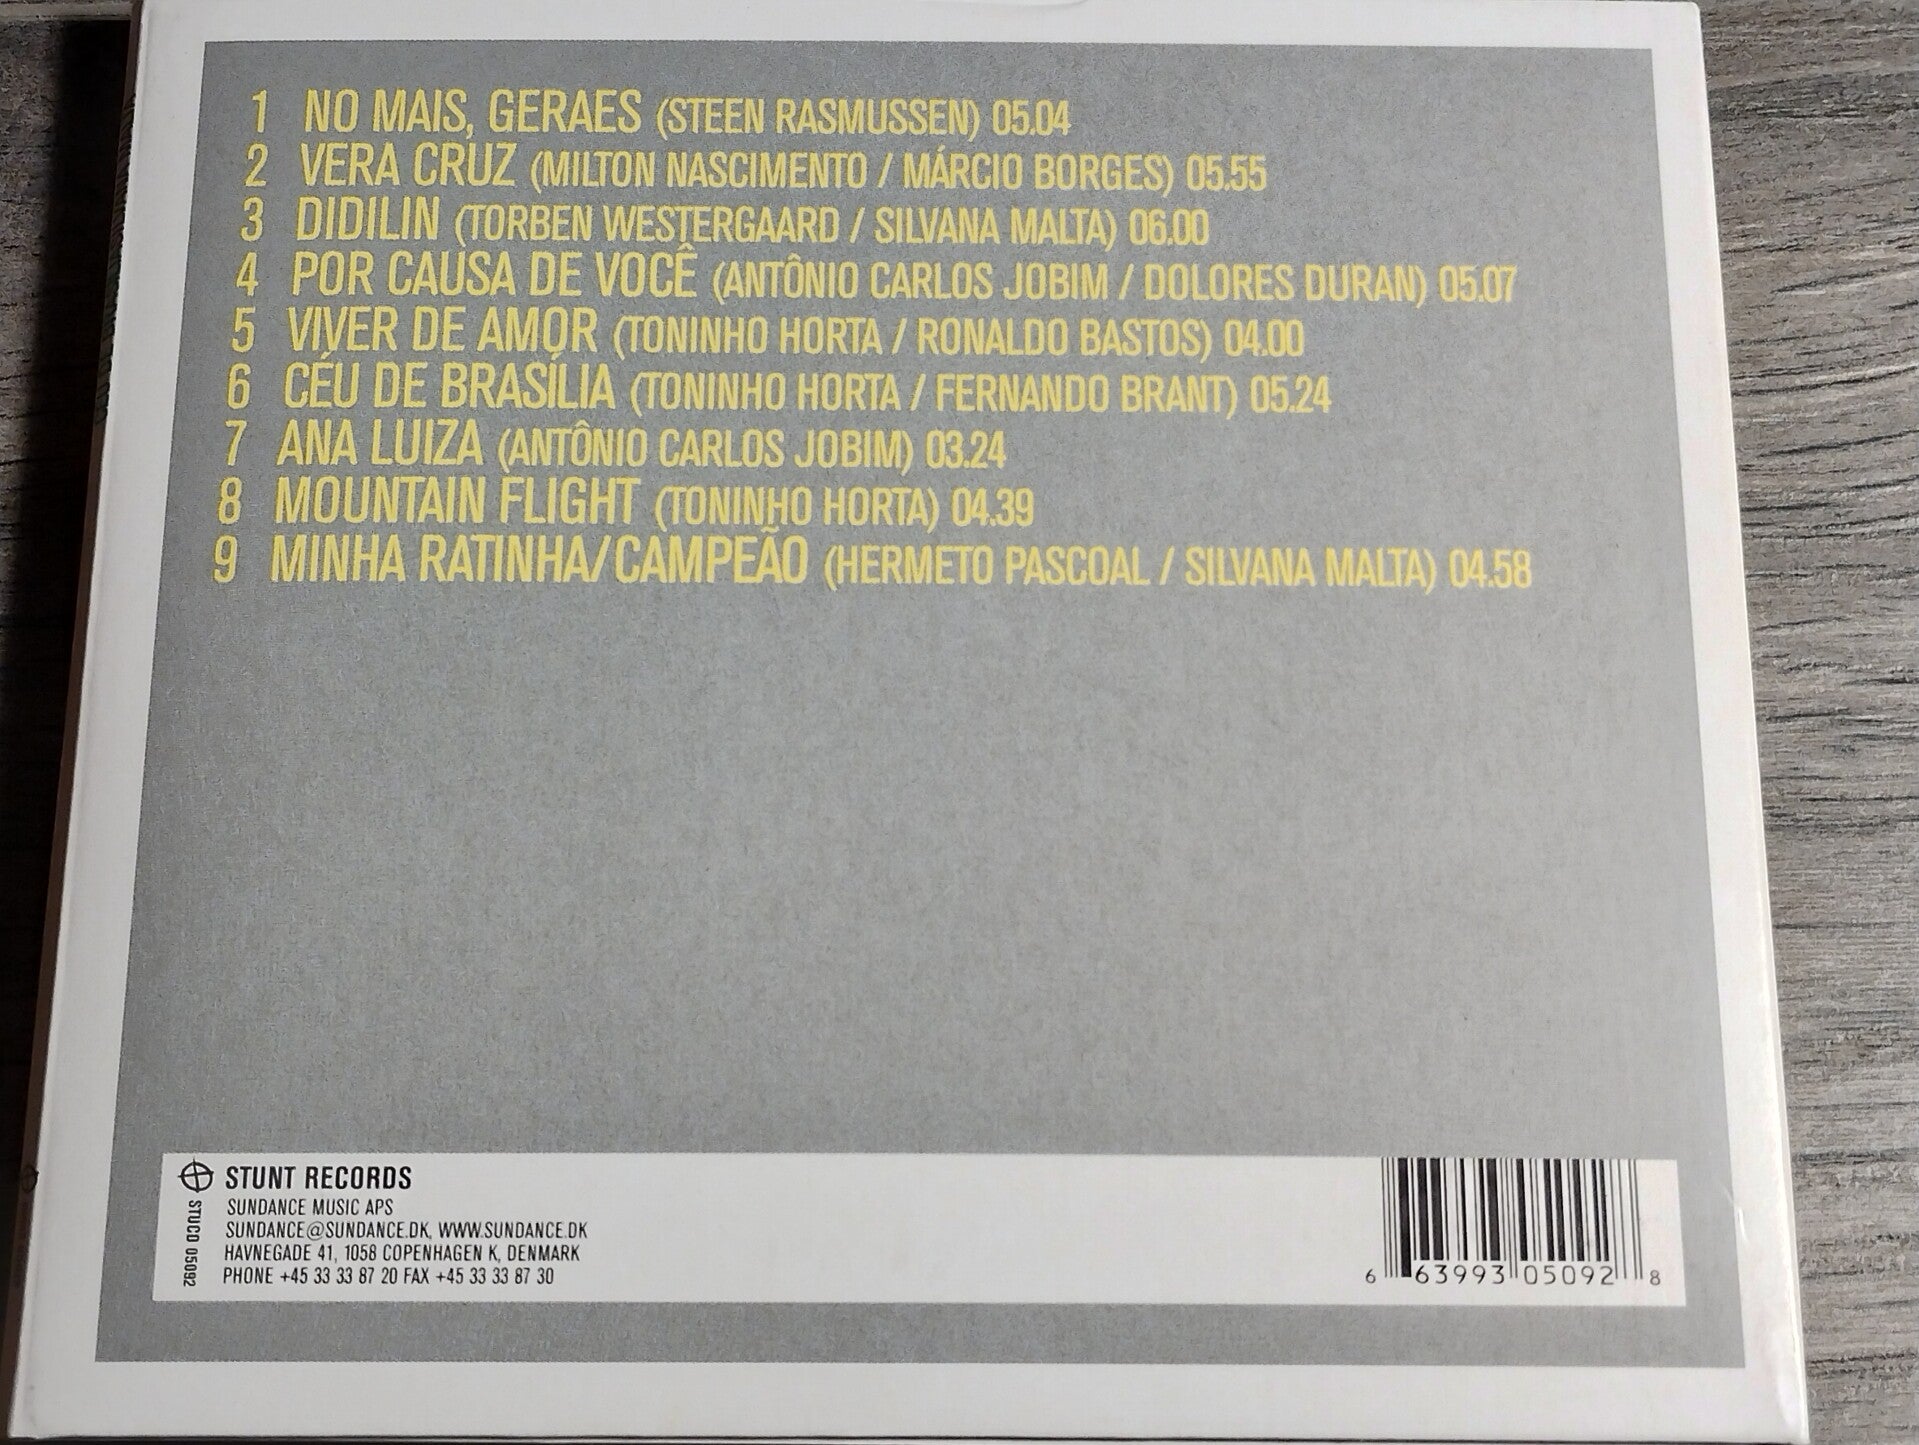 1 NO MAIS, GERAES (STEEN RASMUSSEN) 05.04
2 VERA CRUZ (MILTON NASCIMENTO / MÁRCIO BORGES) 05.55
3 DIDILIN (TORBEN WESTERGAARD / SILVANA MALTA) 06.00
4 POR CAUSA DE VOCÊ (ANTÔNIO CARLOS JOBIM / DOLORES DURAN) 05.07
5 VIVER DE AMOR (TONINHO HORTA / RONALDO BASTOS) 04.00
6 CÉU DE BRASÍLIA (TONINHO HORTA / FERNANDO BRANT) 05.24
7 ANA LUIZA (ANTÔNIO CARLOS JOBIM) 03.24
8 MOUNTAIN FLIGHT (TONINHO HORTA) 04.39
9 MINHA RATINHA/CAMPEÃO (HERMETO PASCOAL / SILVANA MALTA) 04.58
STUNT RECORDS
SUNDANCE MUSIC APS
SUNDANCE@SUNDANCE.DK, WWW.SUNDANCE.DK
HAVNEGADE 41, 1058 COPENHAGEN K, DENMARK
PHONE +45 33 33 87 20 FAX +45 33 33 87 30
STUCD 05092
6 63993 05092 8